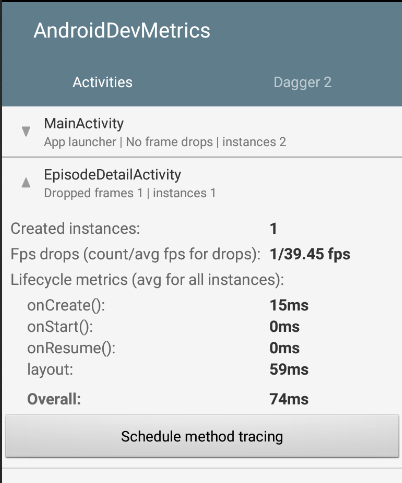 AndroidDevMetrics
Activities Dagger 2
MainActivity
App launcher | No frame drops | instances 2
EpisodeDetailActivity
Dropped frames 1 | instances 1
Created instances: 1
Fps drops (count/avg fps for drops): 1/39.45 fps
Lifecycle metrics (avg for all instances):
onCreate(): 15ms
onStart(): 0ms
onResume(): 0ms
layout: 59ms
Overall: 74ms
Schedule method tracing